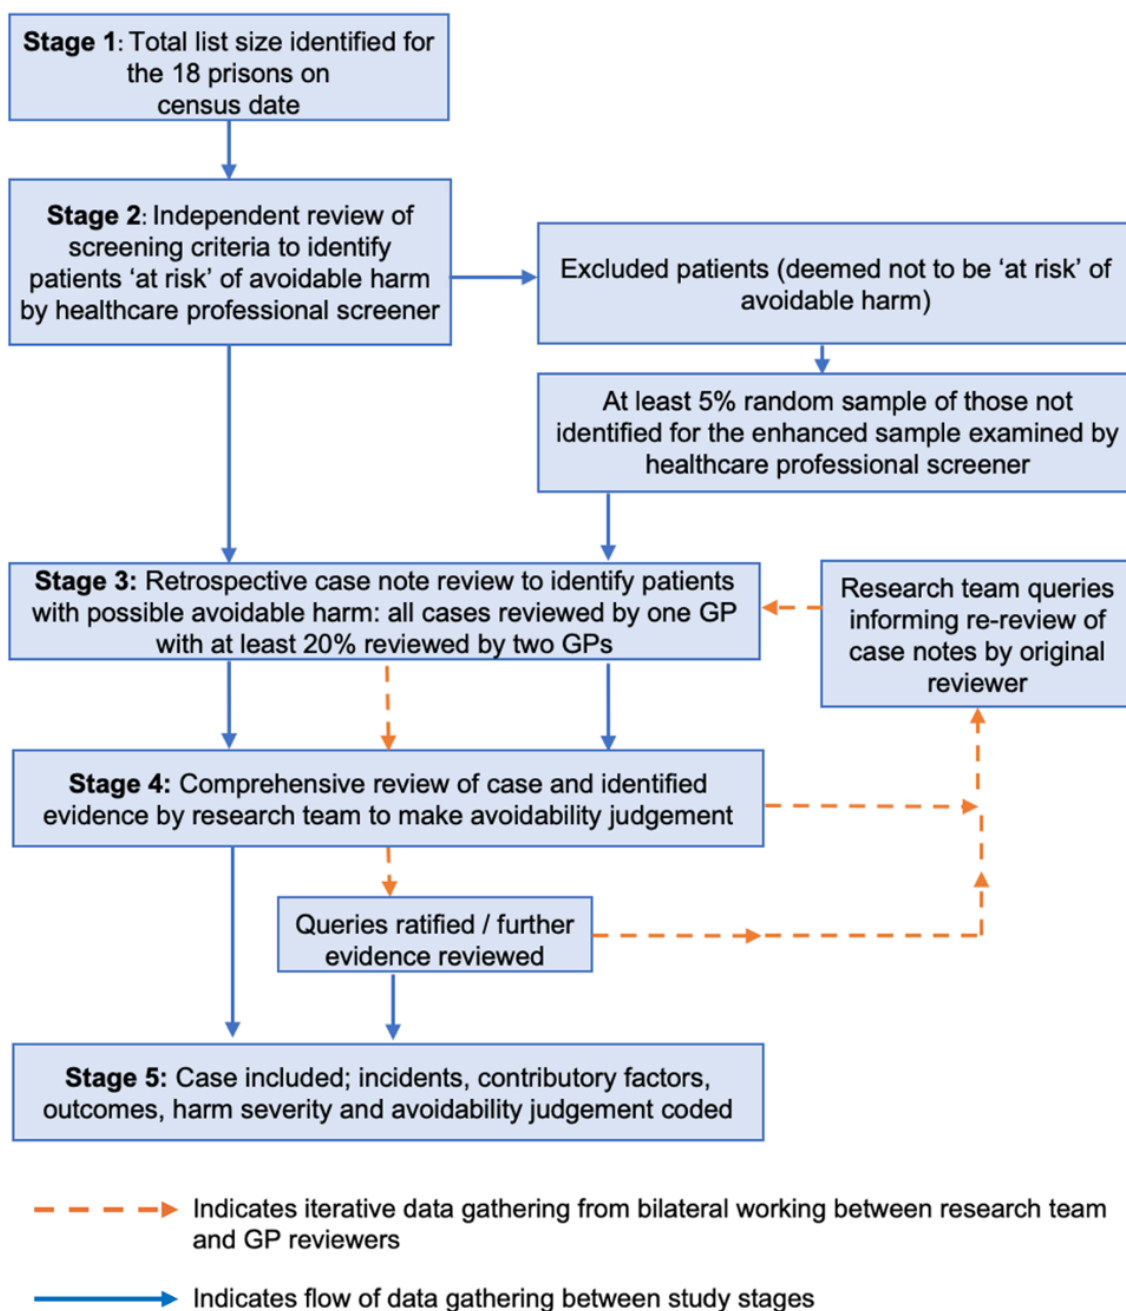 Stage 1: Total list size identified for
the 18 prisons on
census date
Stage 2: Independent review of
screening criteria to identify
patients ‘at risk’ of avoidable harm
by healthcare professional screener
Excluded patients (deemed not to be ‘at risk’ of
avoidable harm)
At least 5% random sample of those not
identified for the enhanced sample examined by
healthcare professional screener
Stage 3: Retrospective case note review to identify patients
with possible avoidable harm: all cases reviewed by one GP
with at least 20% reviewed by two GPs
Research team queries
informing re-review of
case notes by original
reviewer
Stage 4: Comprehensive review of case and identified
evidence by research team to make avoidability judgement
Queries ratified / further
evidence reviewed
Stage 5: Case included; incidents, contributory factors,
outcomes, harm severity and avoidability judgement coded
Indicates iterative data gathering from bilateral working between research team
and GP reviewers
Indicates flow of data gathering between study stages